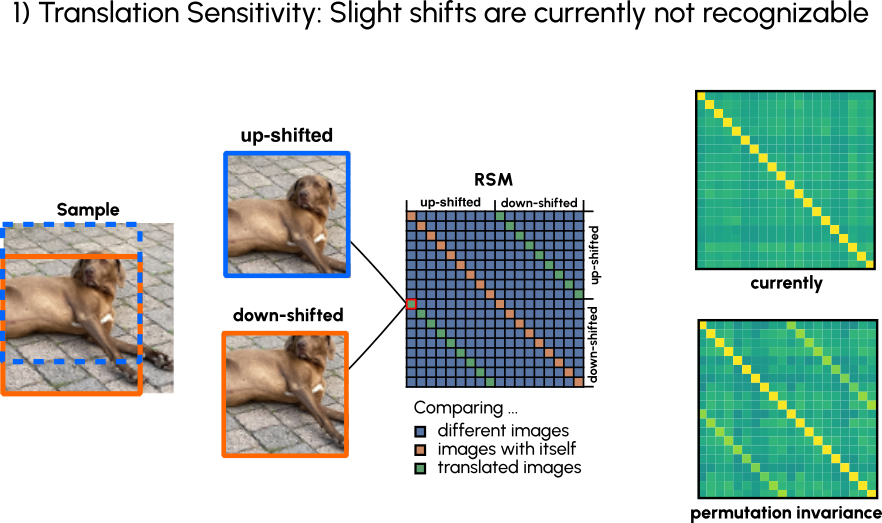 1) Translation Sensitivity: Slight shifts are currently not recognizable
up-shifted
Sample
down-shifted
RSM
up-shifted down-shifted
up-shifted
down-shifted
Comparing ...
different images
images with itself
translated images
currently
permutation invariance